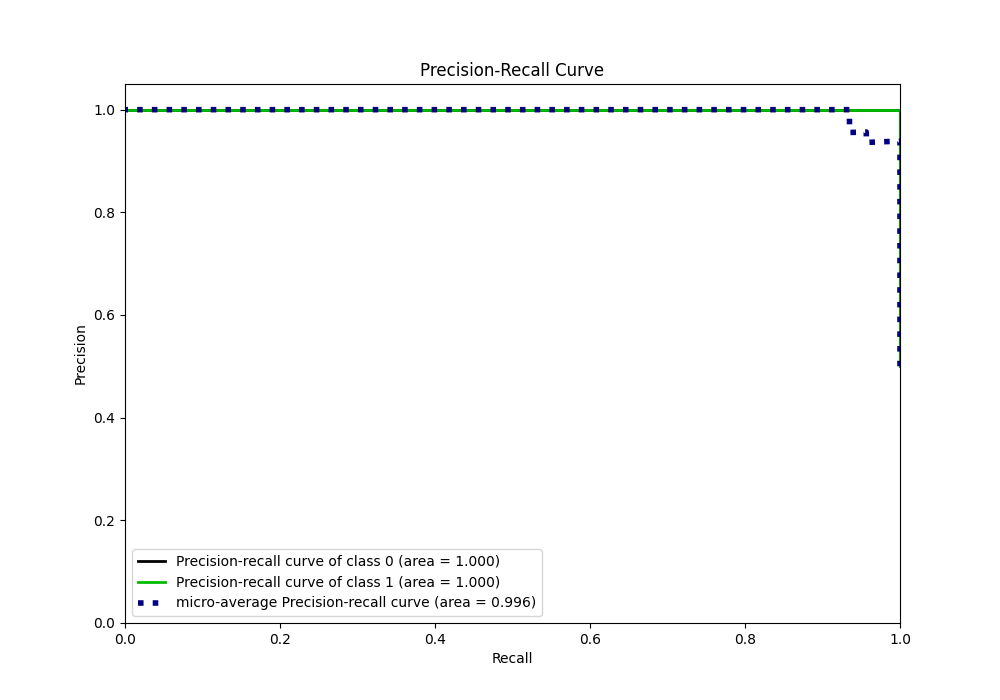 Precision-Recall Curve
1.0
0.8
0.6
0.4
0.2
0.0
Precision
Precision-recall curve of class 0 (area = 1.000)
Precision-recall curve of class 1 (area = 1.000)
micro-average Precision-recall curve (area = 0.996)
0.0 0.2 0.4 0.6 0.8 1.0
Recall